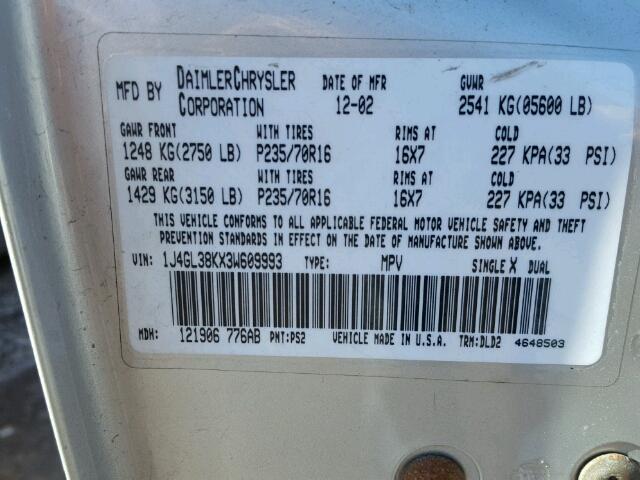 MFD BY DAIMLERCHRYSLER CORPORATION DATE OF MFR 12-02 GVWR 2541 KG(05600 LB)
GAWR FRONT WITH TIRES RIMS AT COLD
1248 KG(2750 LB) P235/70R16 16X7 227 KPA(33 PSI)
GAWR REAR WITH TIRES RIMS AT COLD
1429 KG(3150 LB) P235/70R16 16X7 227 KPA(33 PSI)
THIS VEHICLE CONFORMS TO ALL APPLICABLE FEDERAL MOTOR VEHICLE SAFETY AND THEFT
PREVENTION STANDARDS IN EFFECT ON THE DATE OF MANUFACTURE SHOWN ABOVE.
VIN: 1J4GL38KX3W609993 TYPE: MPV SINGLE X DUAL
MDH: 121906 776AB PNT:PS2 VEHICLE MADE IN U.S.A. TRM:DLD2 4648503